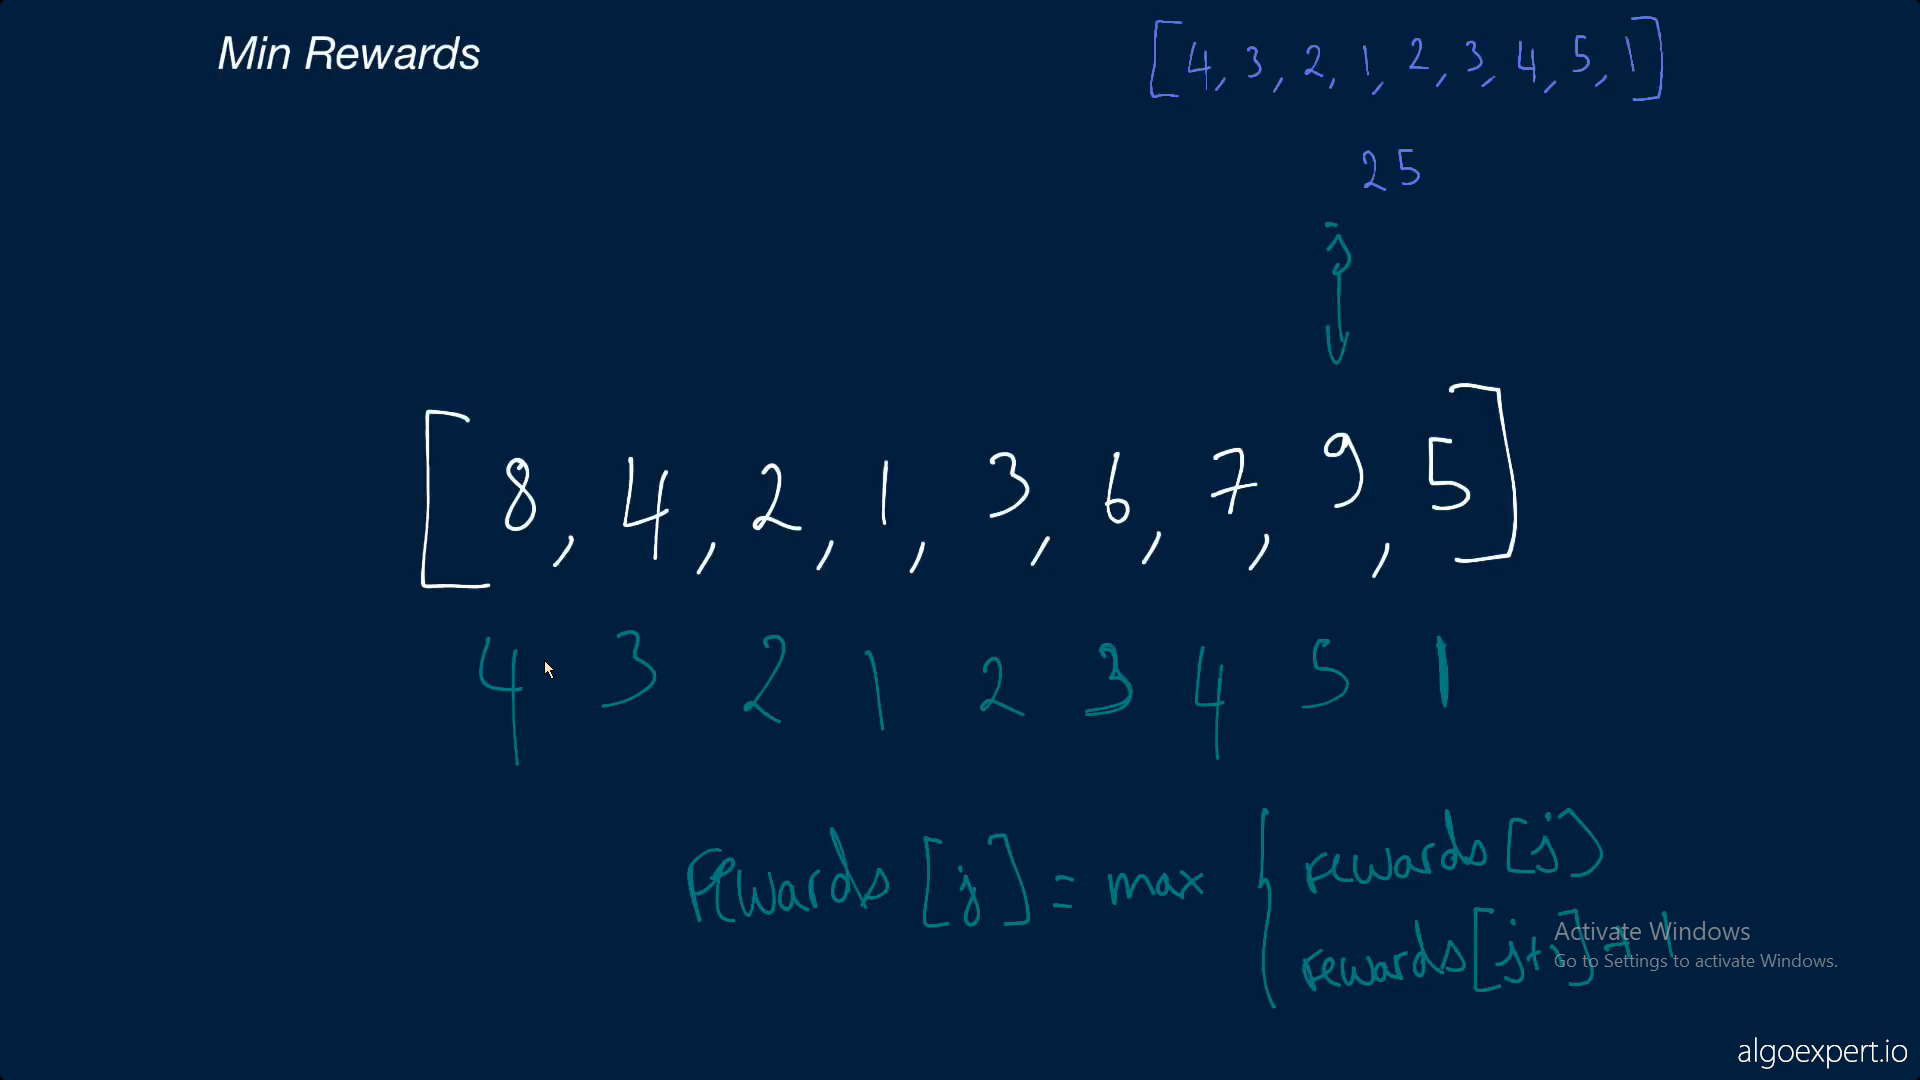 Min Rewards
[4, 3, 2, 1, 2, 3, 4, 5, 1]
25
j
[8, 4, 2, 1, 3, 6, 7, 9, 5]
4 3 2 1 2 3 4 5 1
rewards[j] = max { rewards[j]
rewards[j+1]+1
Activate Windows
Go to Settings to activate Windows.
algoexpert.io